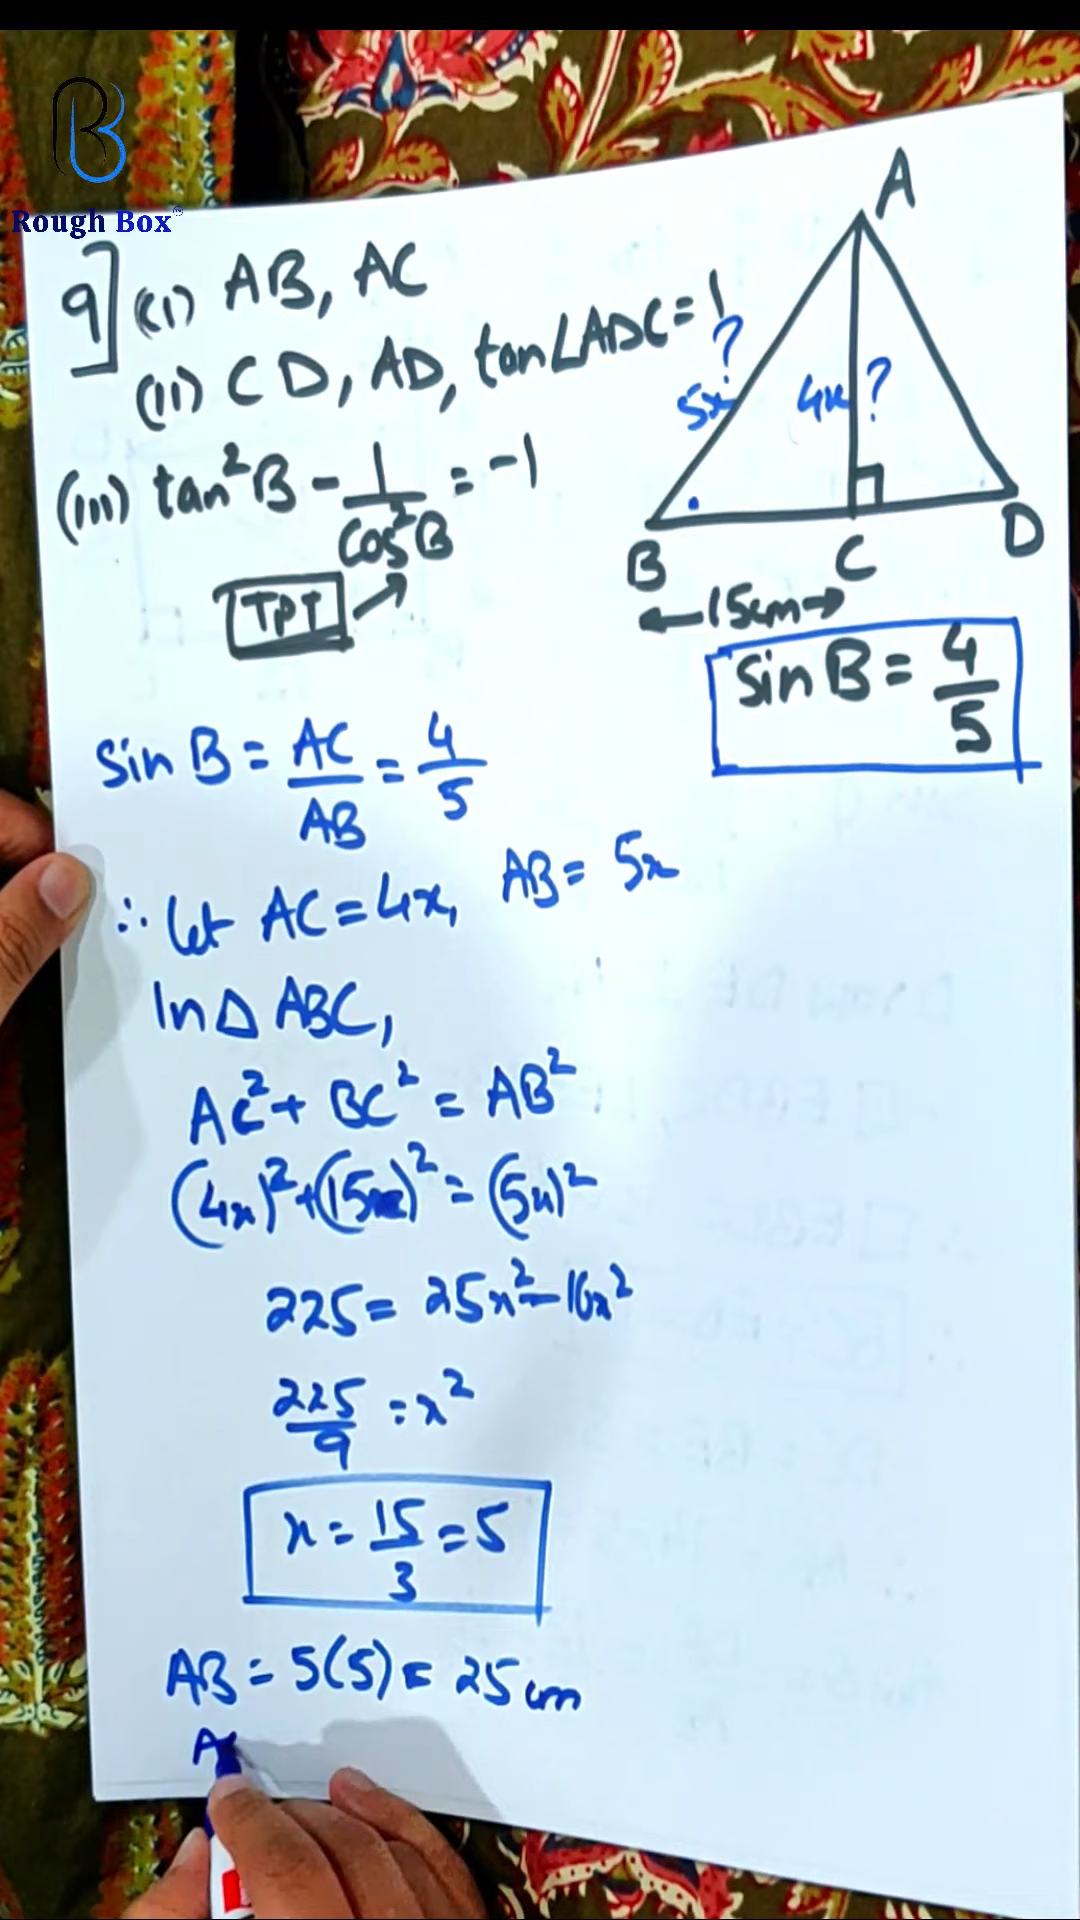 B
Rough Box
9] (i) AB, AC
(ii) CD, AD, tan∠ADC = 1
(iii) tan²B - 1/cos²B = -1
TPT
A
5x ?
4x ?
B C D
15cm
sin B = 4/5
Sin B = AC/AB = 4/5
∴ let AC = 4x, AB = 5x
In Δ ABC,
AC² + BC² = AB²
(4x)² + (15)² = (5x)²
225 = 25x² - 16x²
225/9 = x²
x = 15/3 = 5
AB = 5(5) = 25 cm
A